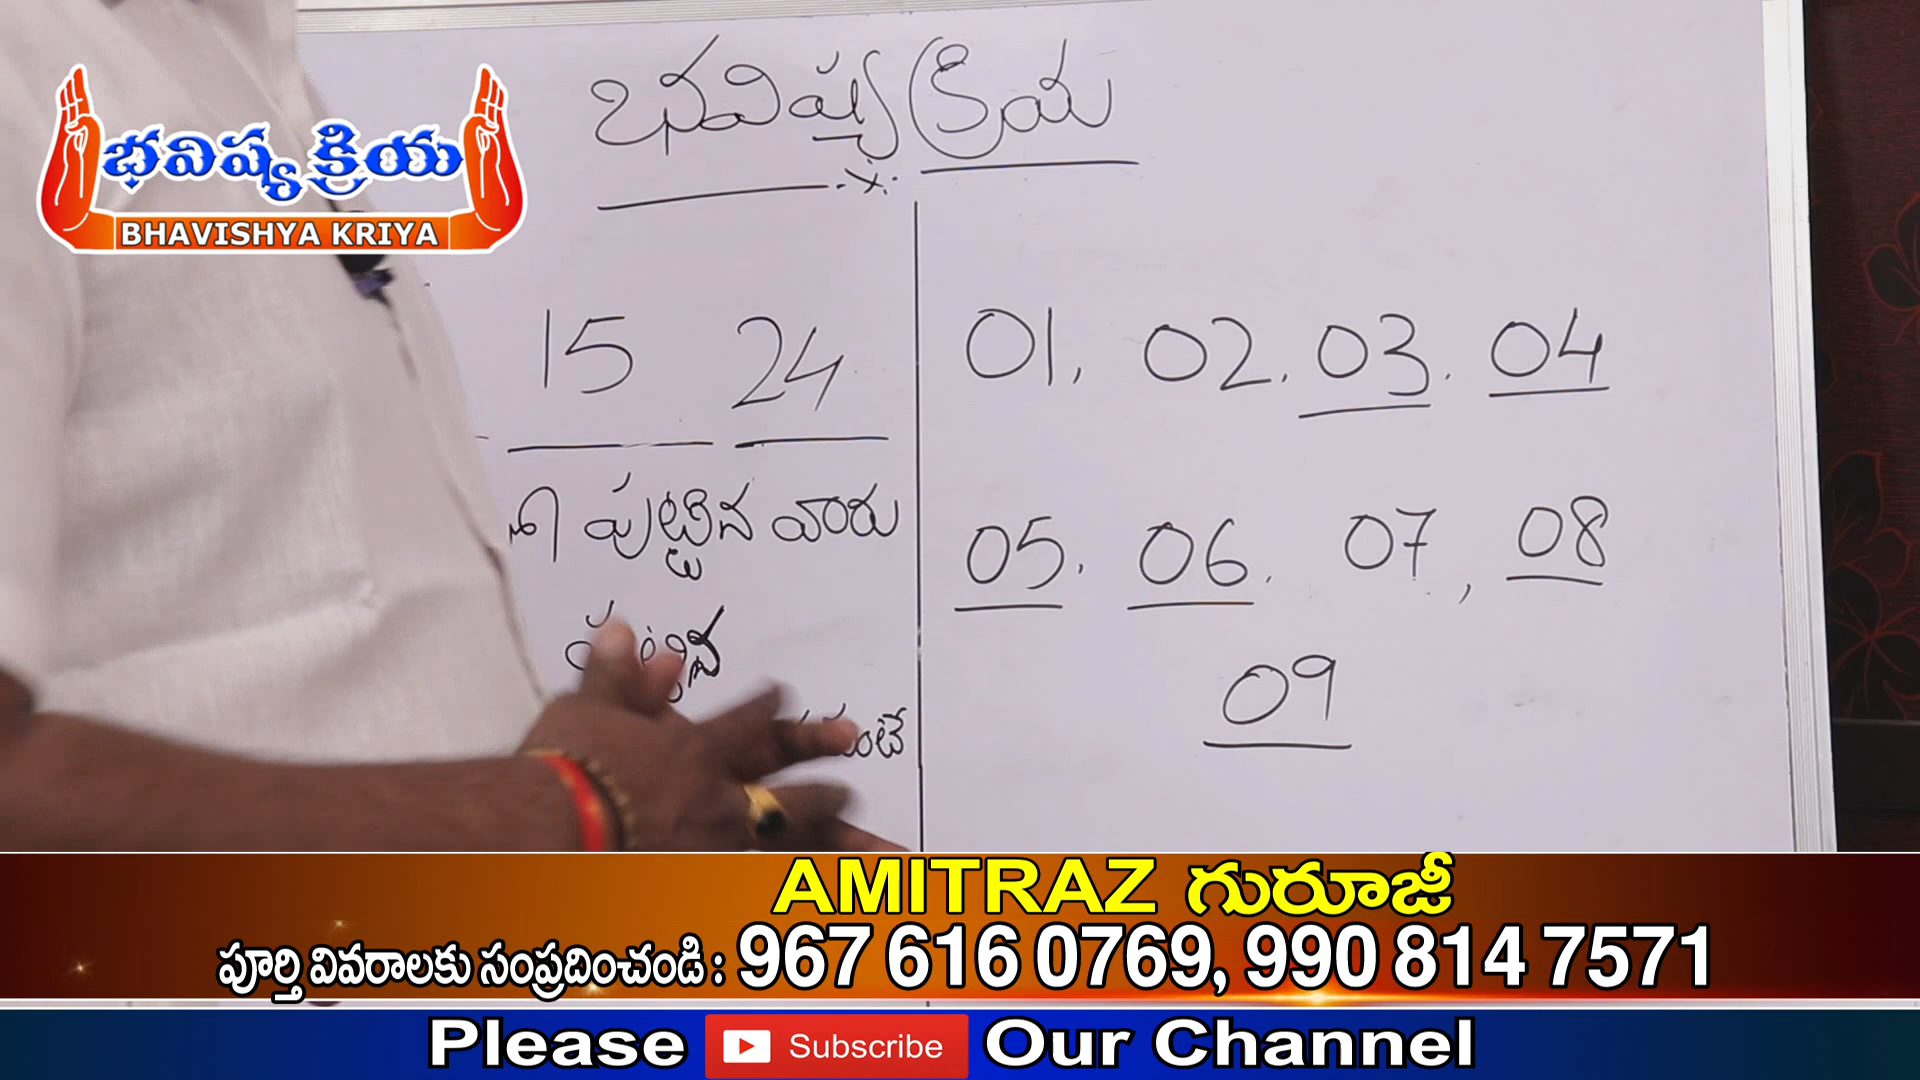 భవిష్య క్రియ
భవిష్య క్రియ
BHAVISHYA KRIYA
15 24
01, 02. 03. 04
పుట్టిన వారు
05. 06. 07, 08
09
AMITRAZ గురూజీ
పూర్తి వివరాలకు సంప్రదించండి : 967 616 0769, 990 814 7571
Please Subscribe Our Channel